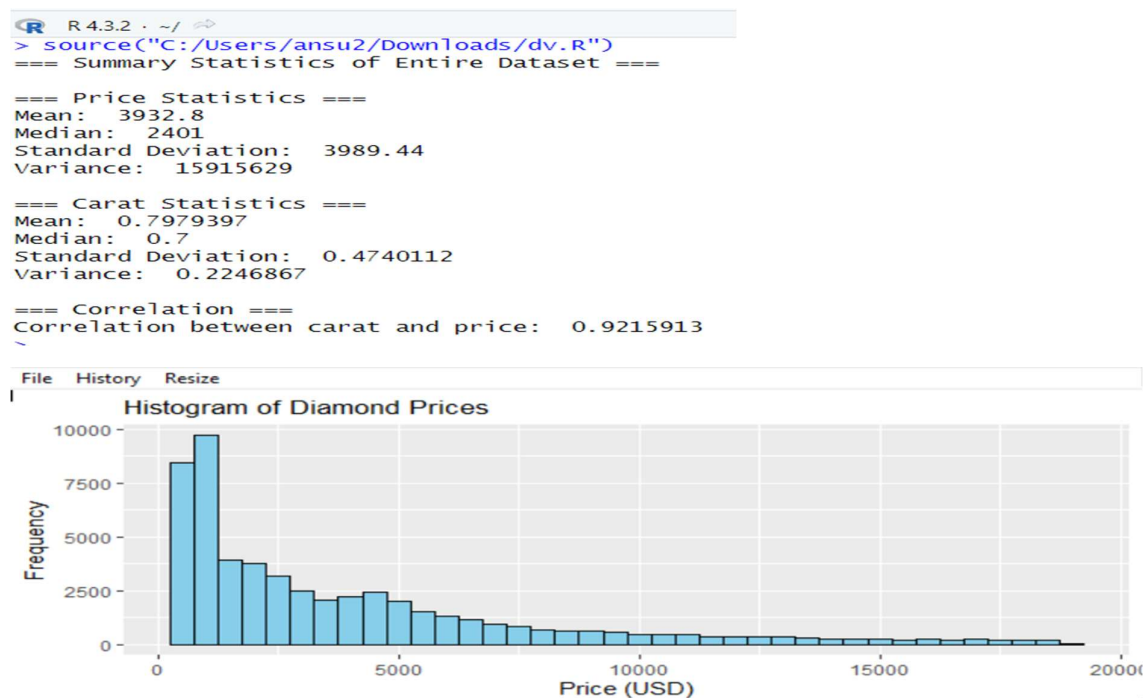 R R 4.3.2 · ~/
> source("C:/Users/ansu2/Downloads/dv.R")
=== Summary Statistics of Entire Dataset ===
=== Price Statistics ===
Mean:  3932.8
Median:  2401
Standard Deviation:  3989.44
Variance:  15915629
=== Carat Statistics ===
Mean:  0.7979397
Median:  0.7
Standard Deviation:  0.4740112
Variance:  0.2246867
=== Correlation ===
Correlation between carat and price:  0.9215913
File History Resize
Histogram of Diamond Prices
10000
7500
5000
2500
0
Frequency
0 5000 10000 15000 2000
Price (USD)